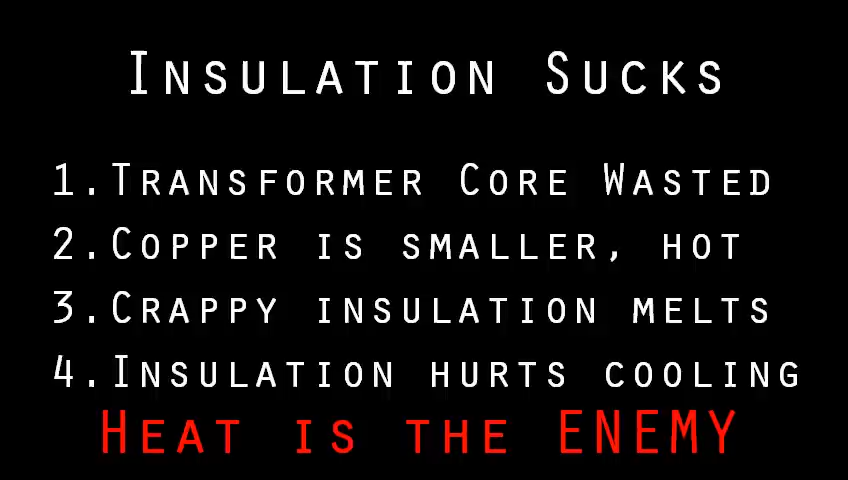 Insulation Sucks
1.Transformer Core Wasted
2.Copper is smaller, hot
3.Crappy insulation melts
4.Insulation hurts cooling
Heat is the ENEMY